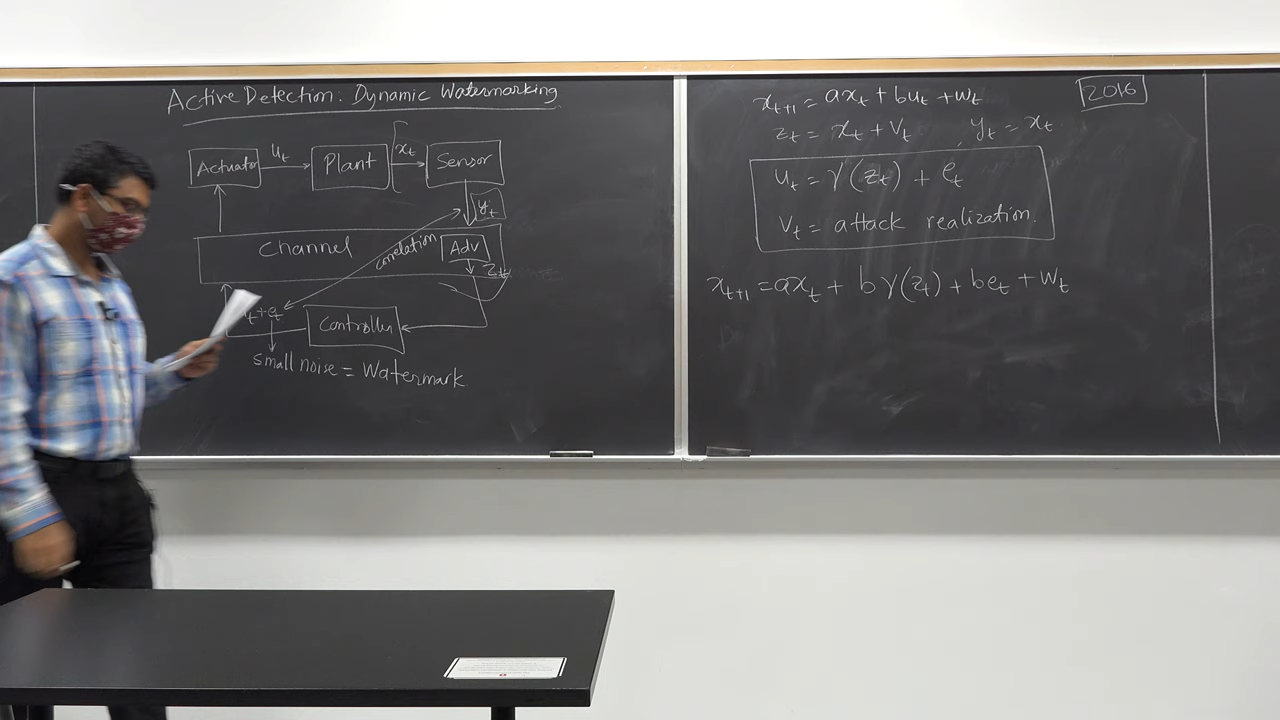 Active Detection: Dynamic Watermarking
Actuator
u_t
Plant
x_t
Sensor
y_t
Channel
correlation
Adv
z_t
+ e_t
Controller
small noise = Watermark
x_{t+1} = ax_t + bu_t + w_t
2016
z_t = x_t + v_t , y_t = x_t
u_t = γ(z_t) + e_t
v_t = attack realization.
x_{t+1} = ax_t + bγ(z_t) + be_t + w_t